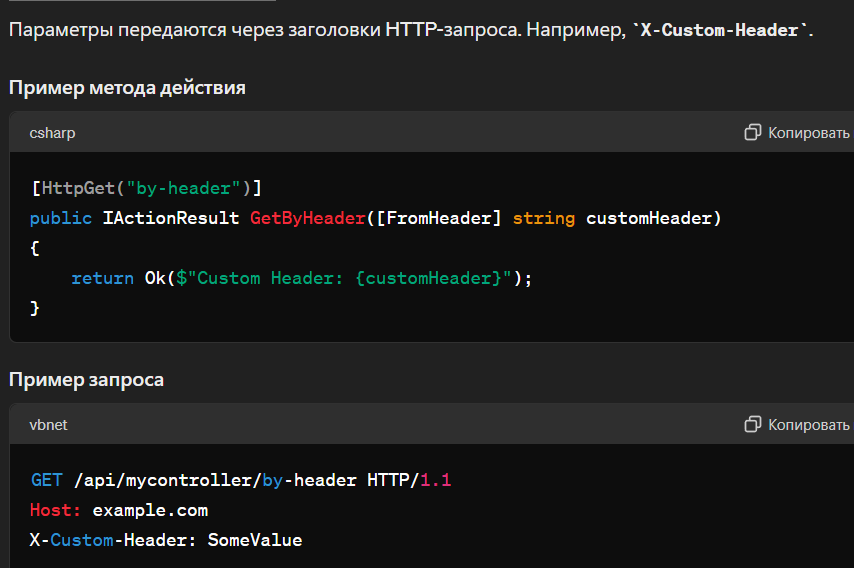 Параметры передаются через заголовки HTTP-запроса. Например, `X-Custom-Header`.
Пример метода действия
csharp
Копировать
[HttpGet("by-header")]
public IActionResult GetByHeader([FromHeader] string customHeader)
{
    return Ok($"Custom Header: {customHeader}");
}
Пример запроса
vbnet
Копировать
GET /api/mycontroller/by-header HTTP/1.1
Host: example.com
X-Custom-Header: SomeValue